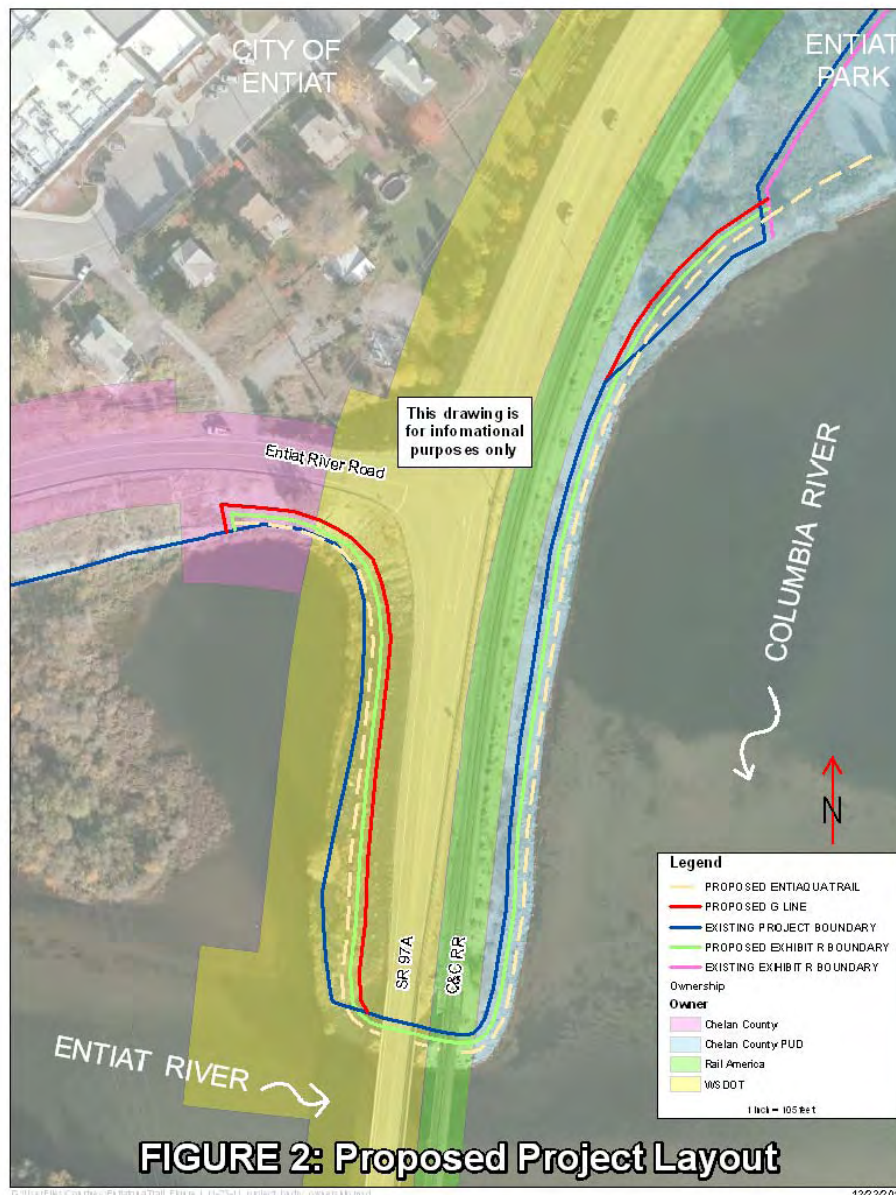 CITY OF
ENTIAT
ENTIAT
PARK
This drawing is
for infomational
purposes only
Entiat River Road
COLUMBIA RIVER
N
SR 97A
C&C RR
ENTIAT RIVER
Legend
PROPOSED ENTIAQUA TRAIL
PROPOSED G LINE
EXISTING PROJECT BOUNDARY
PROPOSED EXHIBIT R BOUNDARY
EXISTING EXHIBIT R BOUNDARY
Ownership
Owner
Chelan County
Chelan County PUD
Rail America
WSDOT
1 inch = 105 feet
FIGURE 2: Proposed Project Layout